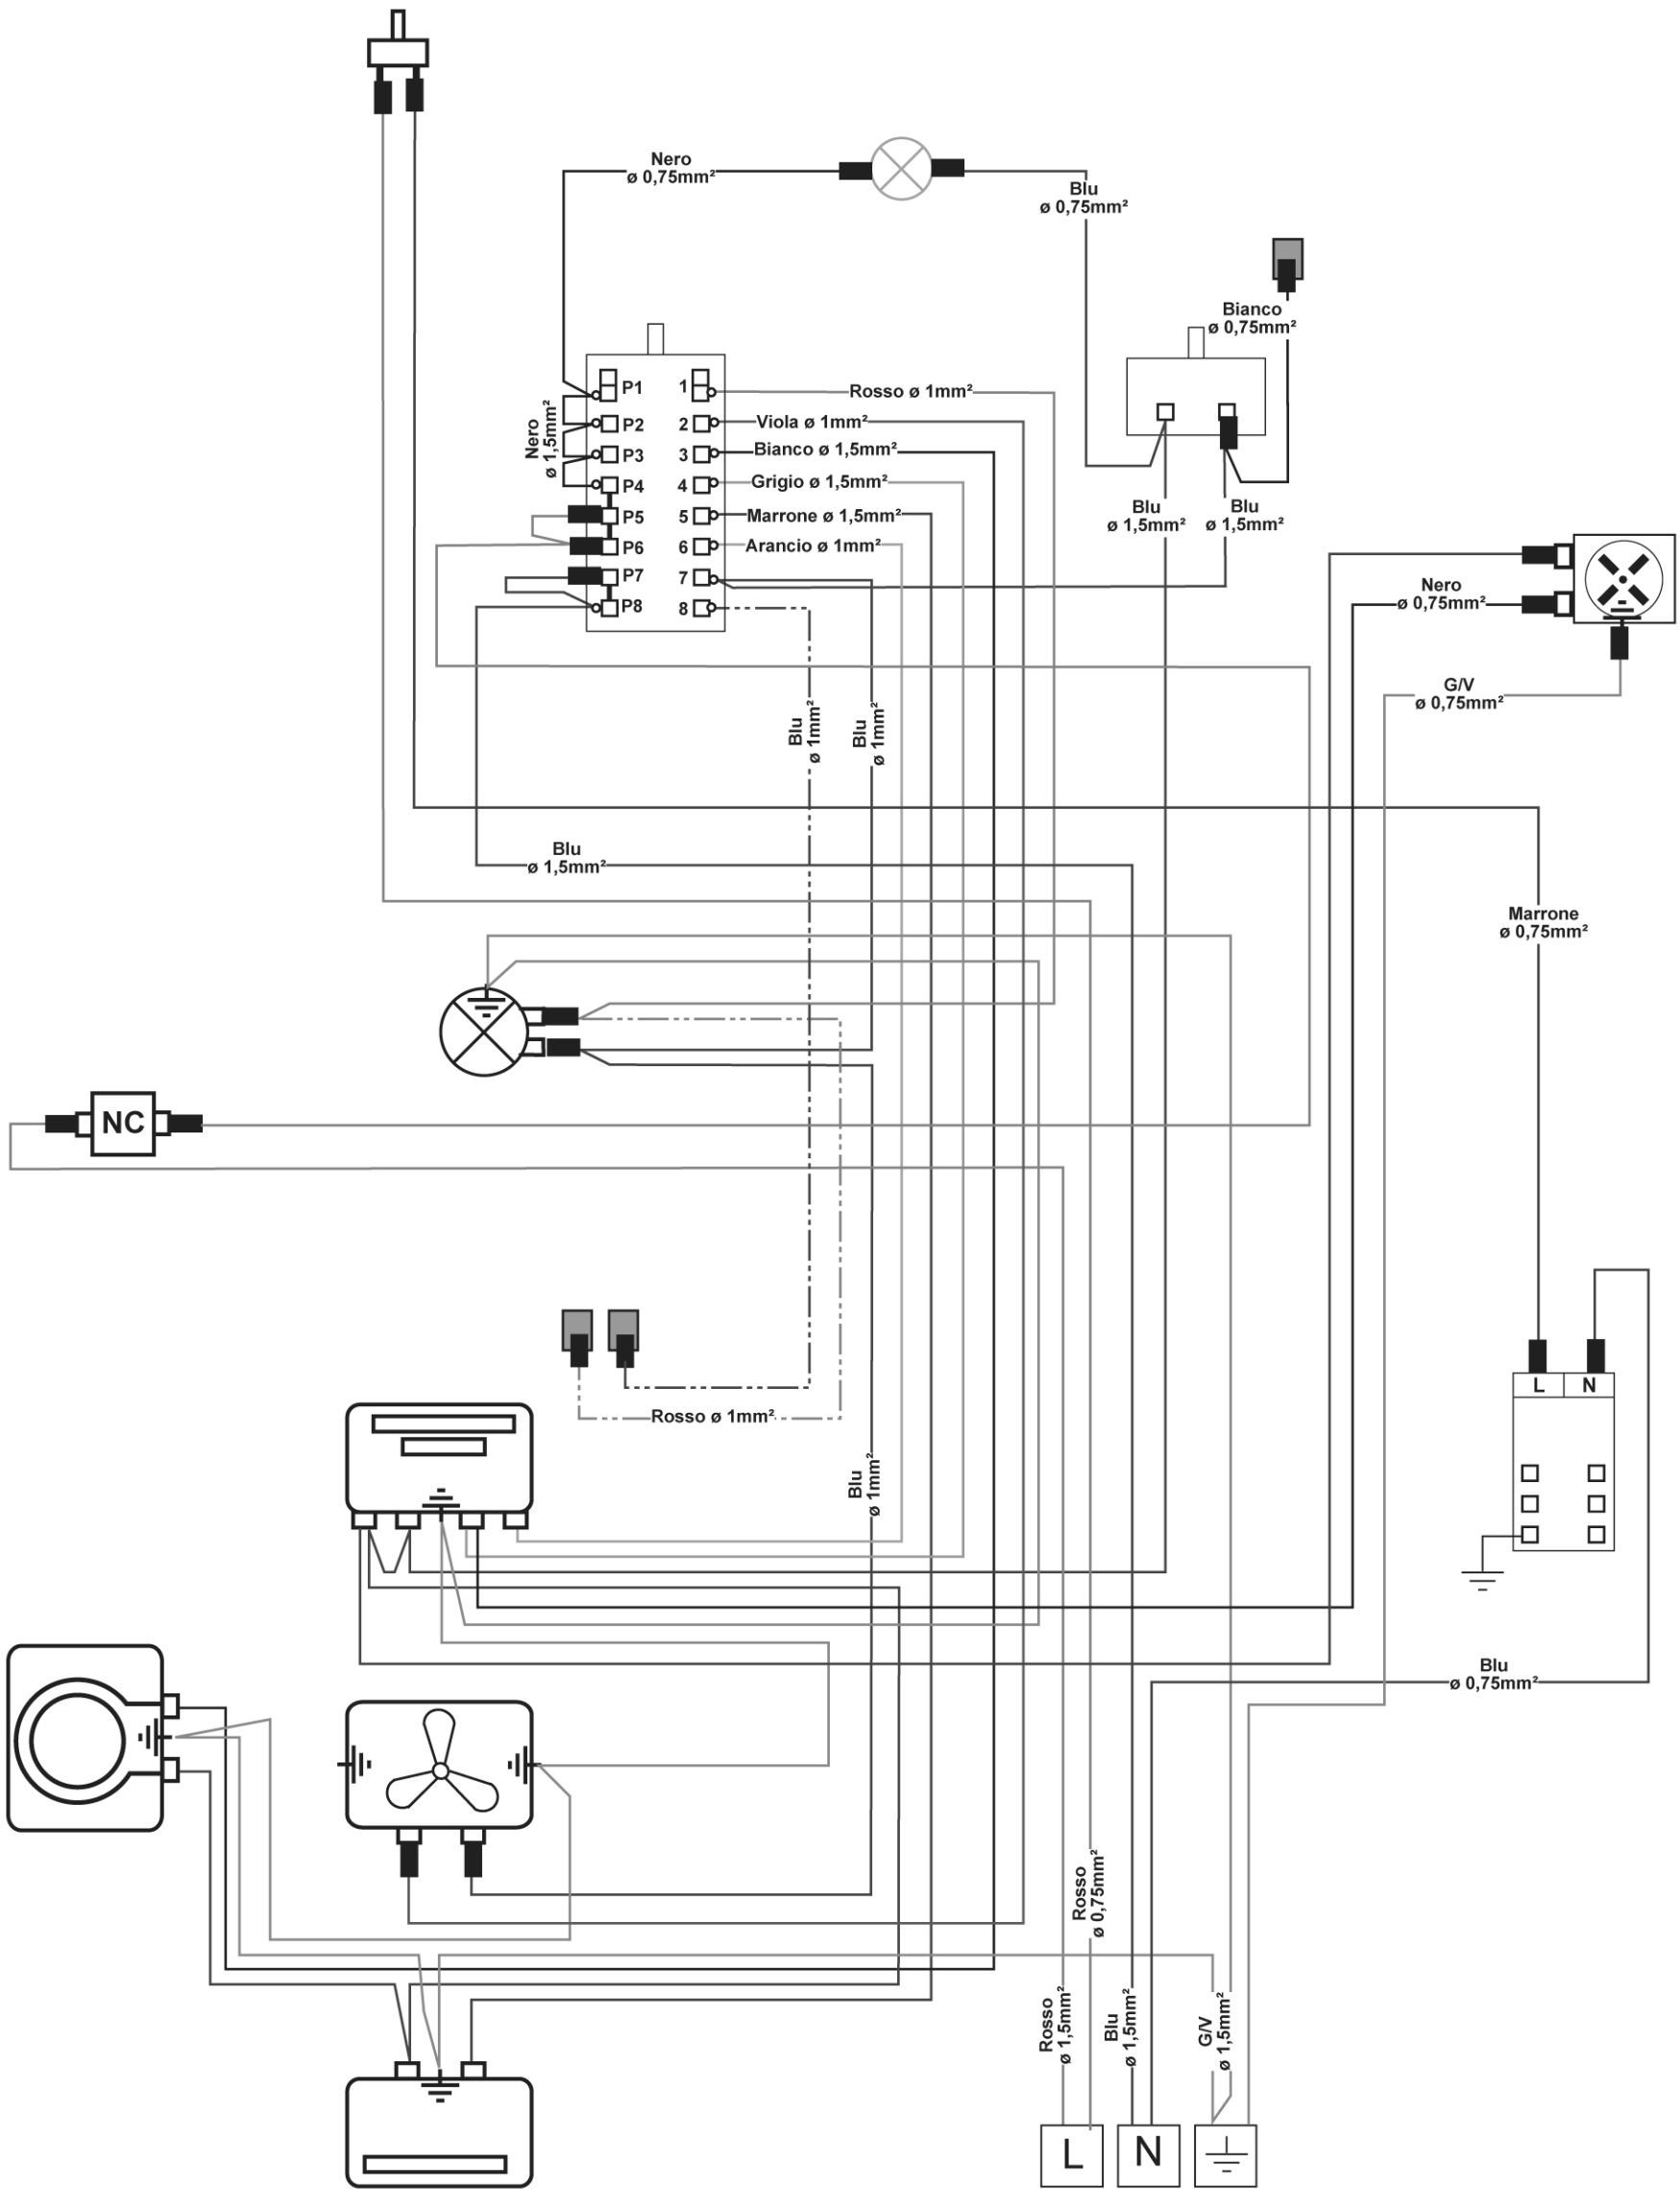 Nero
ø 0,75mm²
Blu
ø 0,75mm²
Bianco
ø 0,75mm²
P1
1
Rosso ø 1mm²
Nero
ø 1,5mm²
P2
2
Viola ø 1mm²
P3
3
Bianco ø 1,5mm²
P4
4
Grigio ø 1,5mm²
P5
5
Marrone ø 1,5mm²
P6
6
Arancio ø 1mm²
P7
7
P8
8
Blu
ø 1,5mm²
Blu
ø 1,5mm²
Nero
ø 0,75mm²
G/V
ø 0,75mm²
Blu
ø 1mm²
Blu
ø 1mm²
Blu
ø 1,5mm²
Marrone
ø 0,75mm²
NC
L
N
Rosso ø 1mm²
Blu
ø 1mm²
Blu
ø 0,75mm²
Rosso
ø 0,75mm²
Rosso
ø 1,5mm²
Blu
ø 1,5mm²
G/V
ø 1,5mm²
L
N